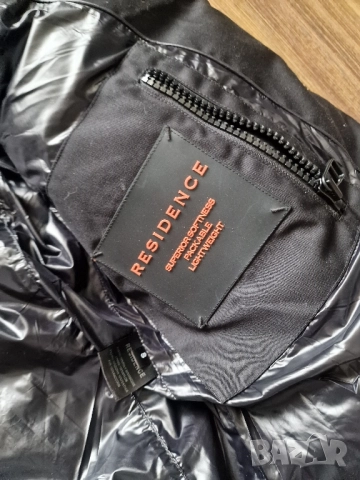 RESIDENCE
SUPERIOR SOFTNESS
PACKABLE
LIGHTWEIGHT
BAZAR